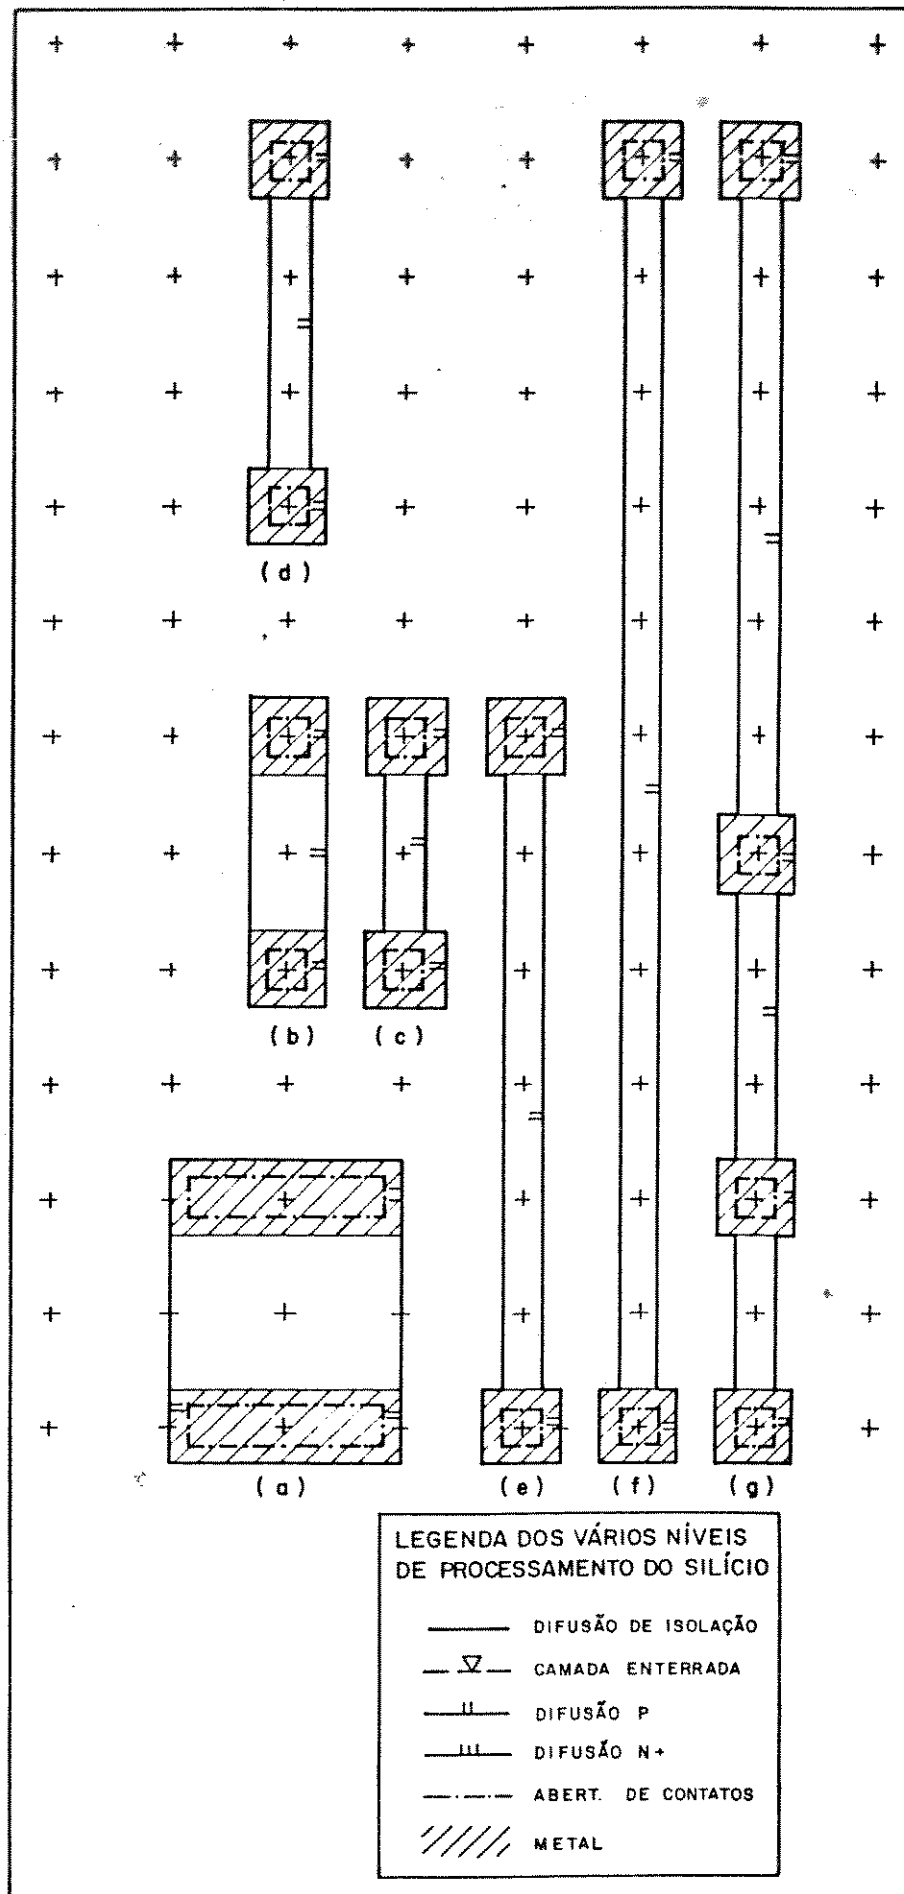 (d)
(b)
(c)
(a)
(e)
(f)
(g)
LEGENDA DOS VÁRIOS NÍVEIS
DE PROCESSAMENTO DO SILÍCIO
DIFUSÃO DE ISOLAÇÃO
CAMADA ENTERRADA
DIFUSÃO P
DIFUSÃO N+
ABERT. DE CONTATOS
METAL